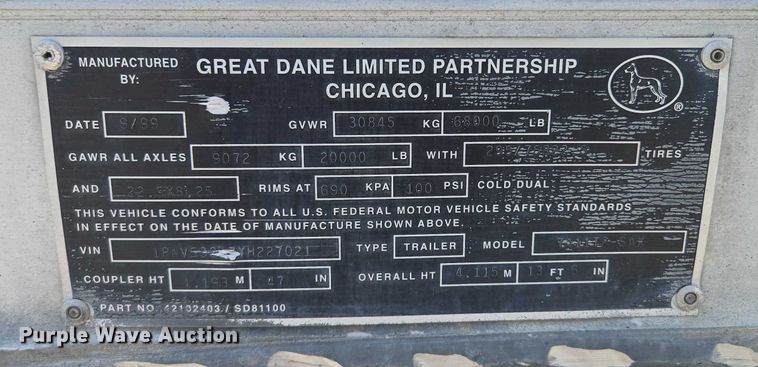 MANUFACTURED BY: GREAT DANE LIMITED PARTNERSHIP
CHICAGO, IL
®
DATE 9/99 GVWR 30845 KG 68000 LB
GAWR ALL AXLES 9072 KG 20000 LB WITH TIRES
AND RIMS AT 690 KPA 100 PSI COLD DUAL
THIS VEHICLE CONFORMS TO ALL U.S. FEDERAL MOTOR VEHICLE SAFETY STANDARDS
IN EFFECT ON THE DATE OF MANUFACTURE SHOWN ABOVE.
VIN TYPE TRAILER MODEL
COUPLER HT M 47 IN OVERALL HT 4.115 M 13 FT 6 IN
PART NO. 42102403 / SD81100
Purple Wave Auction